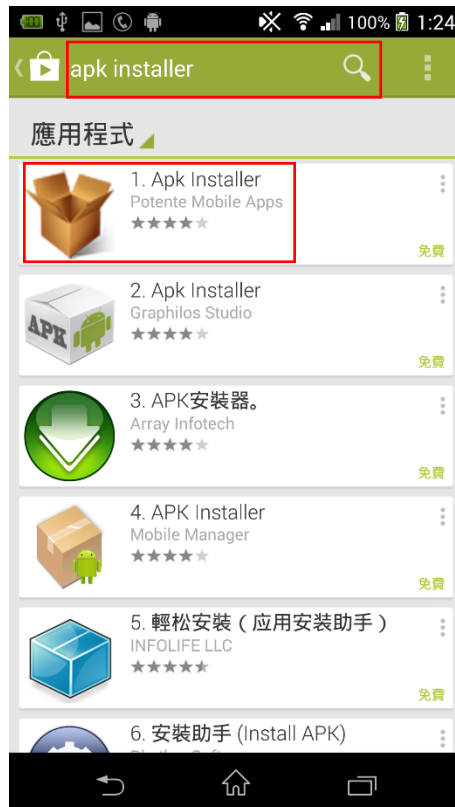 100% 1:24
apk installer
應用程式
1. Apk Installer
Potente Mobile Apps
免費
2. Apk Installer
Graphilos Studio
APK
免費
3. APK安裝器。
Array Infotech
免費
4. APK Installer
Mobile Manager
免費
5. 輕松安裝（应用安装助手）
INFOLIFE LLC
免費
6. 安裝助手 (Install APK)